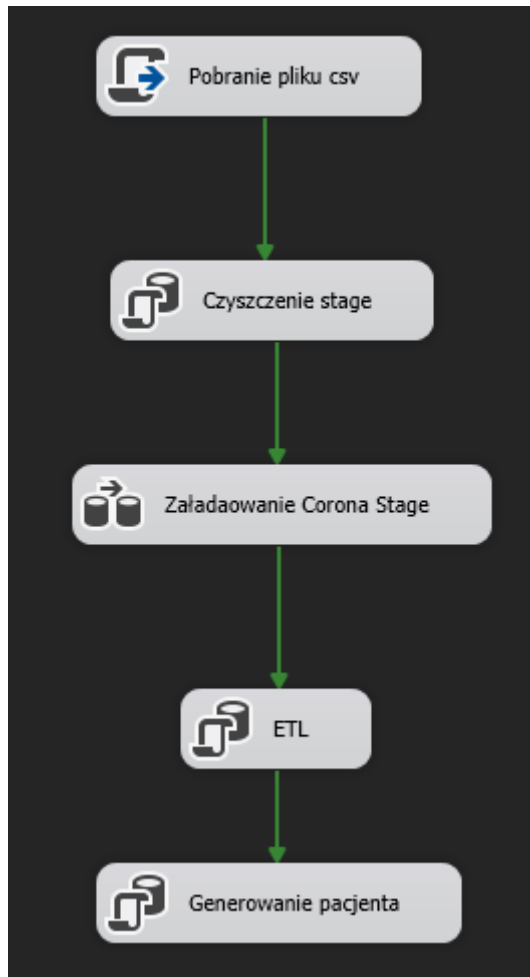 Pobranie pliku csv
Czyszczenie stage
Załadaowanie Corona Stage
ETL
Generowanie pacjenta